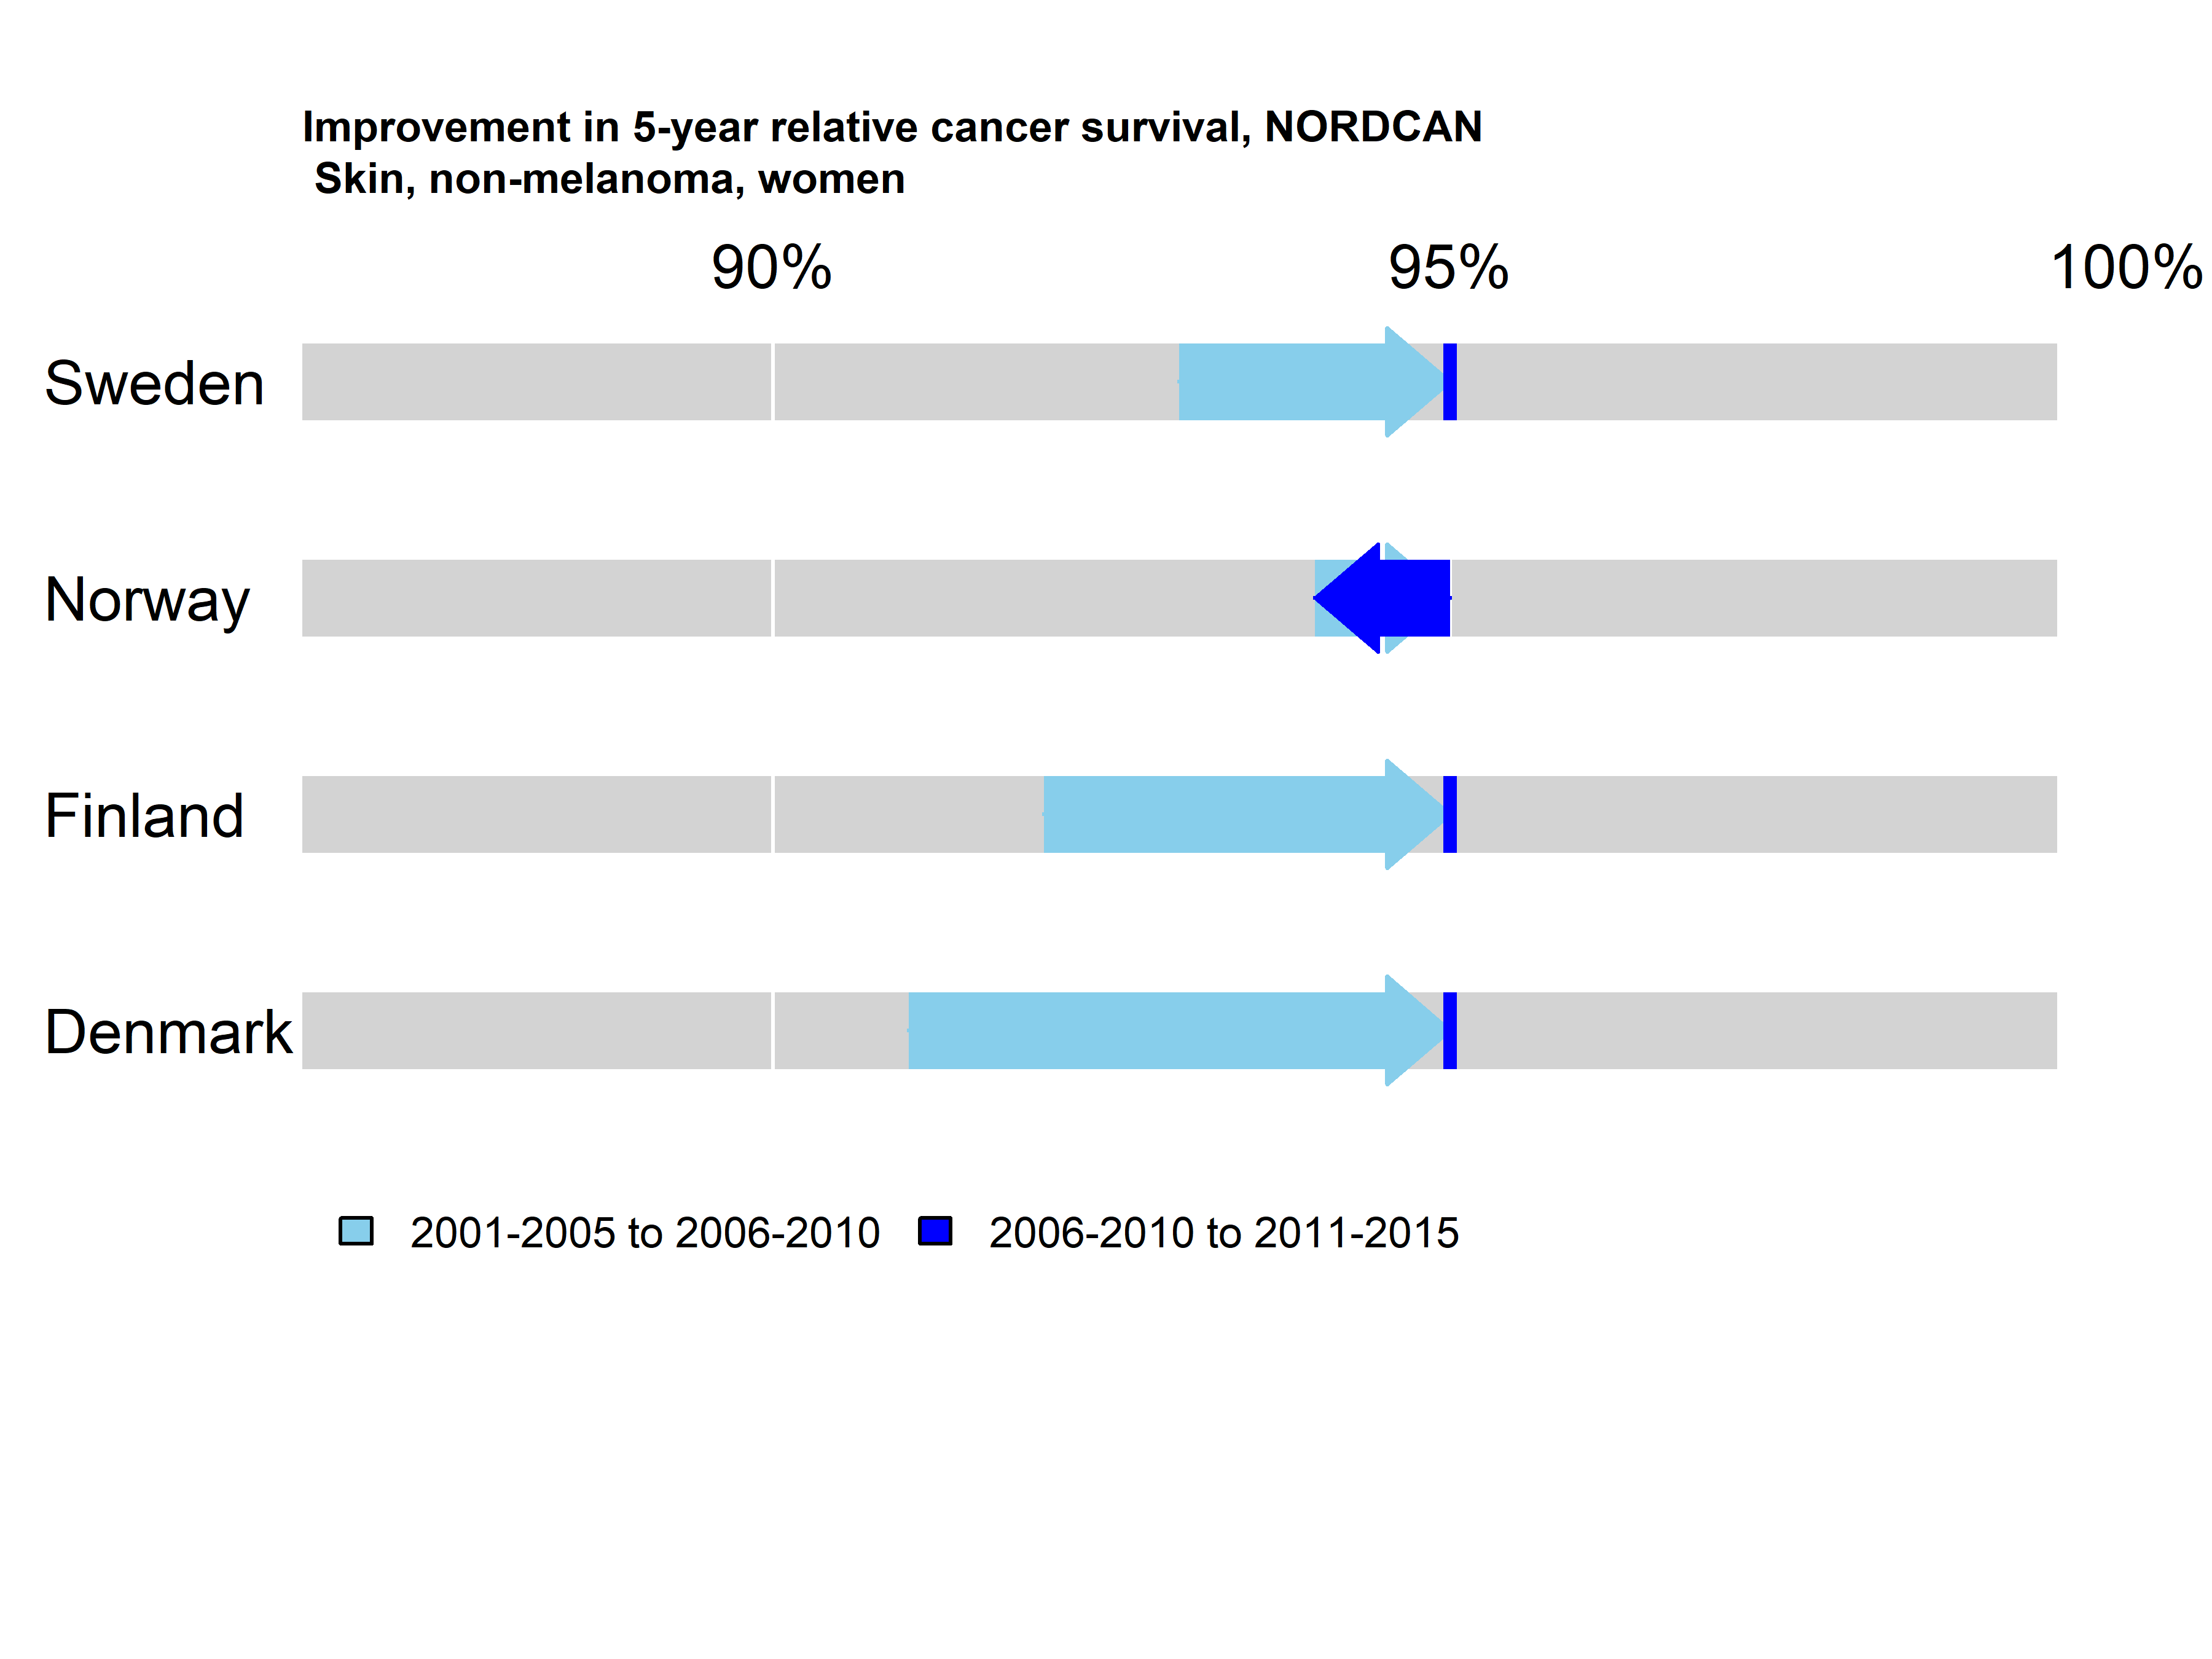 Improvement in 5-year relative cancer survival, NORDCAN
Skin, non-melanoma, women
90% 95% 100%
Sweden
Norway
Finland
Denmark
2001-2005 to 2006-2010 2006-2010 to 2011-2015